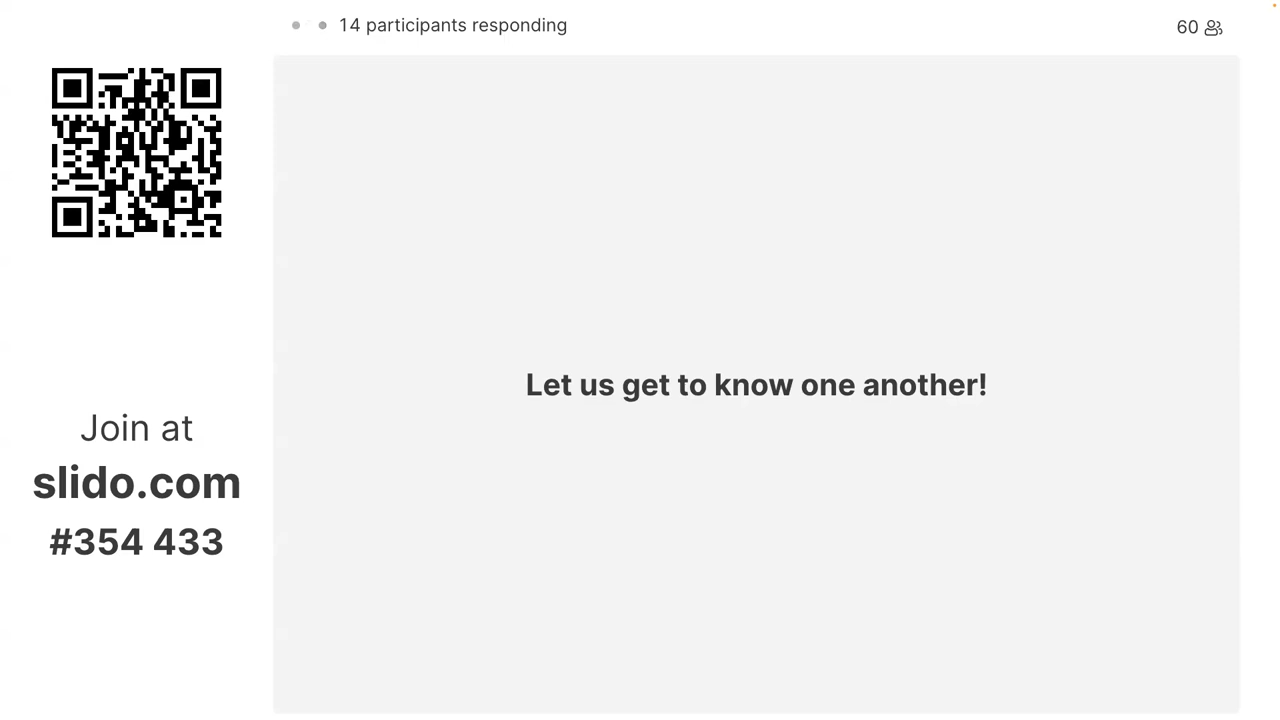 14 participants responding
60
Join at
slido.com
#354 433
Let us get to know one another!